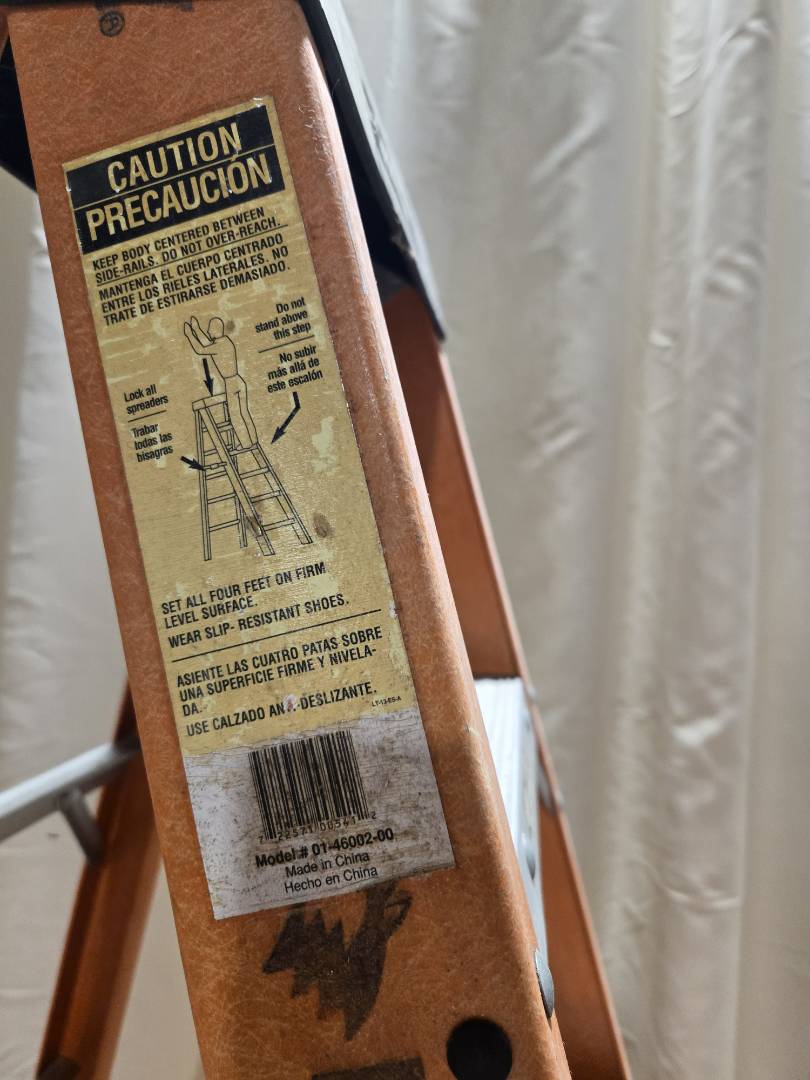 CAUTION
PRECAUCIÓN
KEEP BODY CENTERED BETWEEN
SIDE-RAILS. DO NOT OVER-REACH.
MANTENGA EL CUERPO CENTRADO
ENTRE LOS RIELES LATERALES. NO
TRATE DE ESTIRARSE DEMASIADO.
Do not
stand above
this step
No subir
más allá de
este escalón
Lock all
spreaders
Trabar
todas las
bisagras
SET ALL FOUR FEET ON FIRM
LEVEL SURFACE.
WEAR SLIP- RESISTANT SHOES.
ASIENTE LAS CUATRO PATAS SOBRE
UNA SUPERFICIE FIRME Y NIVELA-
DA.
USE CALZADO DESLIZANTE.
Model # 01-46002-00
Made in China
Hecho en China